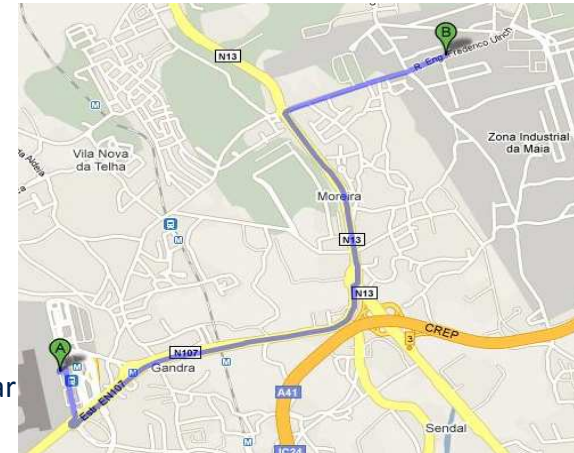 N13
B
R. Eng. Frederico Ulrich
Zona Industrial
da Maia
M
Vila Nova
da Telha
Moreira
M
N13
N13
CREP
3
N107
M
Gandra
A
M
Estr. EN107
ar
A41
M
Sendal
IC24